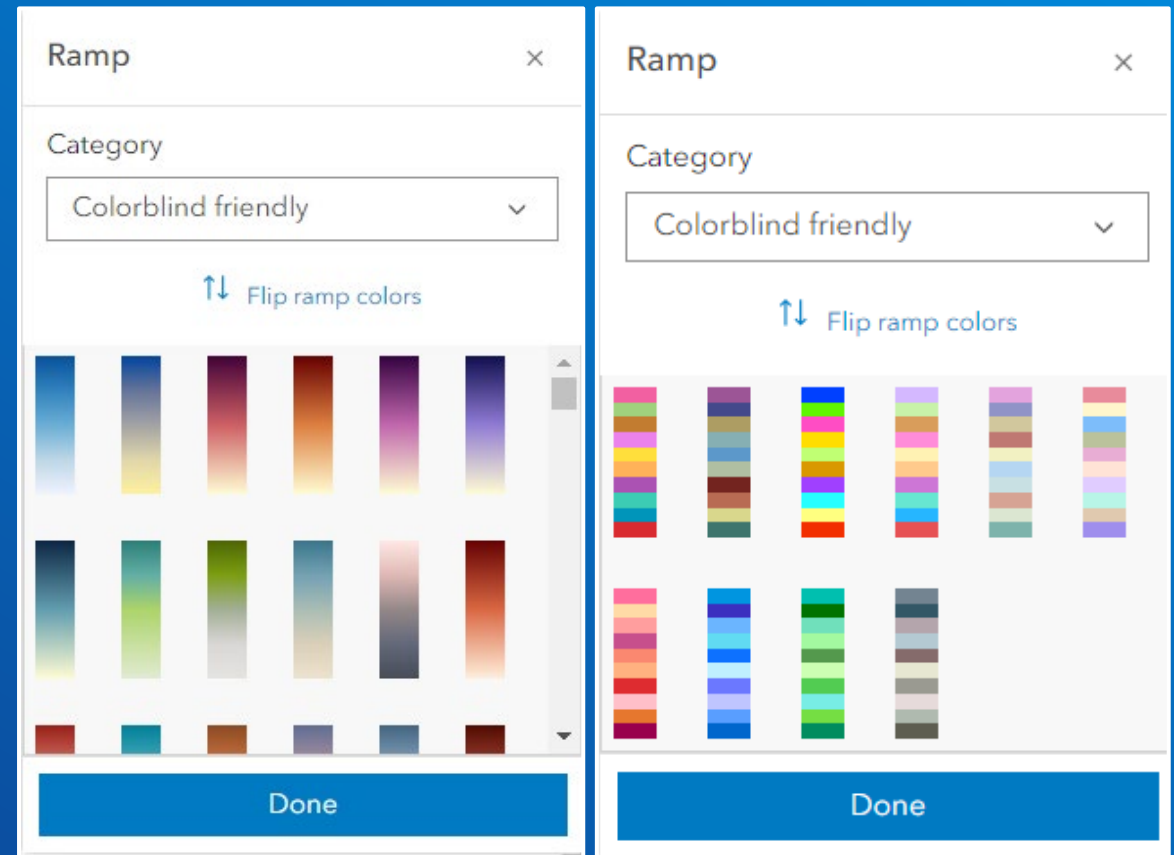 Ramp
Category
Colorblind friendly
Flip ramp colors
Done
Ramp
Category
Colorblind friendly
Flip ramp colors
Done